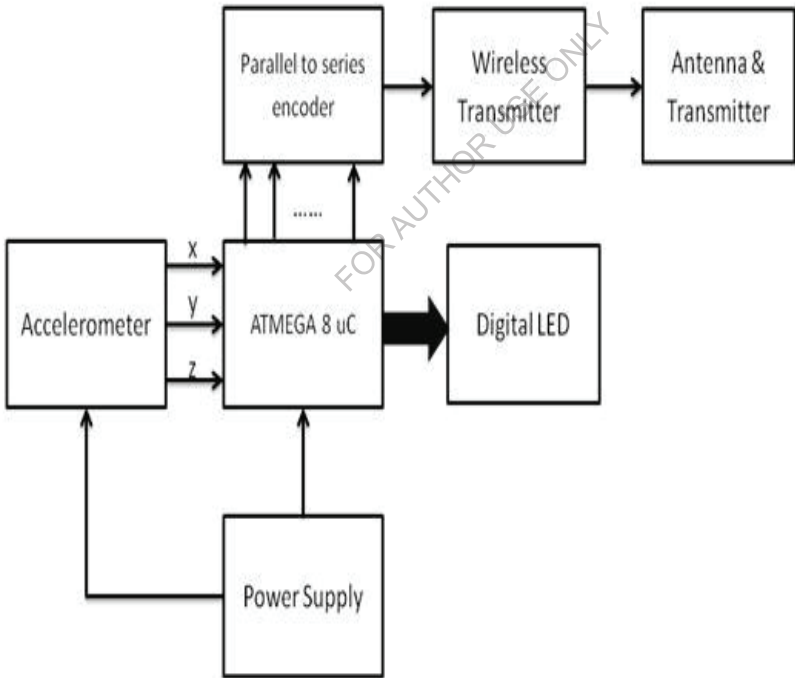 Parallel to series
encoder
Wireless
Transmitter
Antenna &
Transmitter
FOR AUTHOR USE ONLY
......
x
y
z
Accelerometer
ATMEGA 8 uC
Digital LED
Power Supply